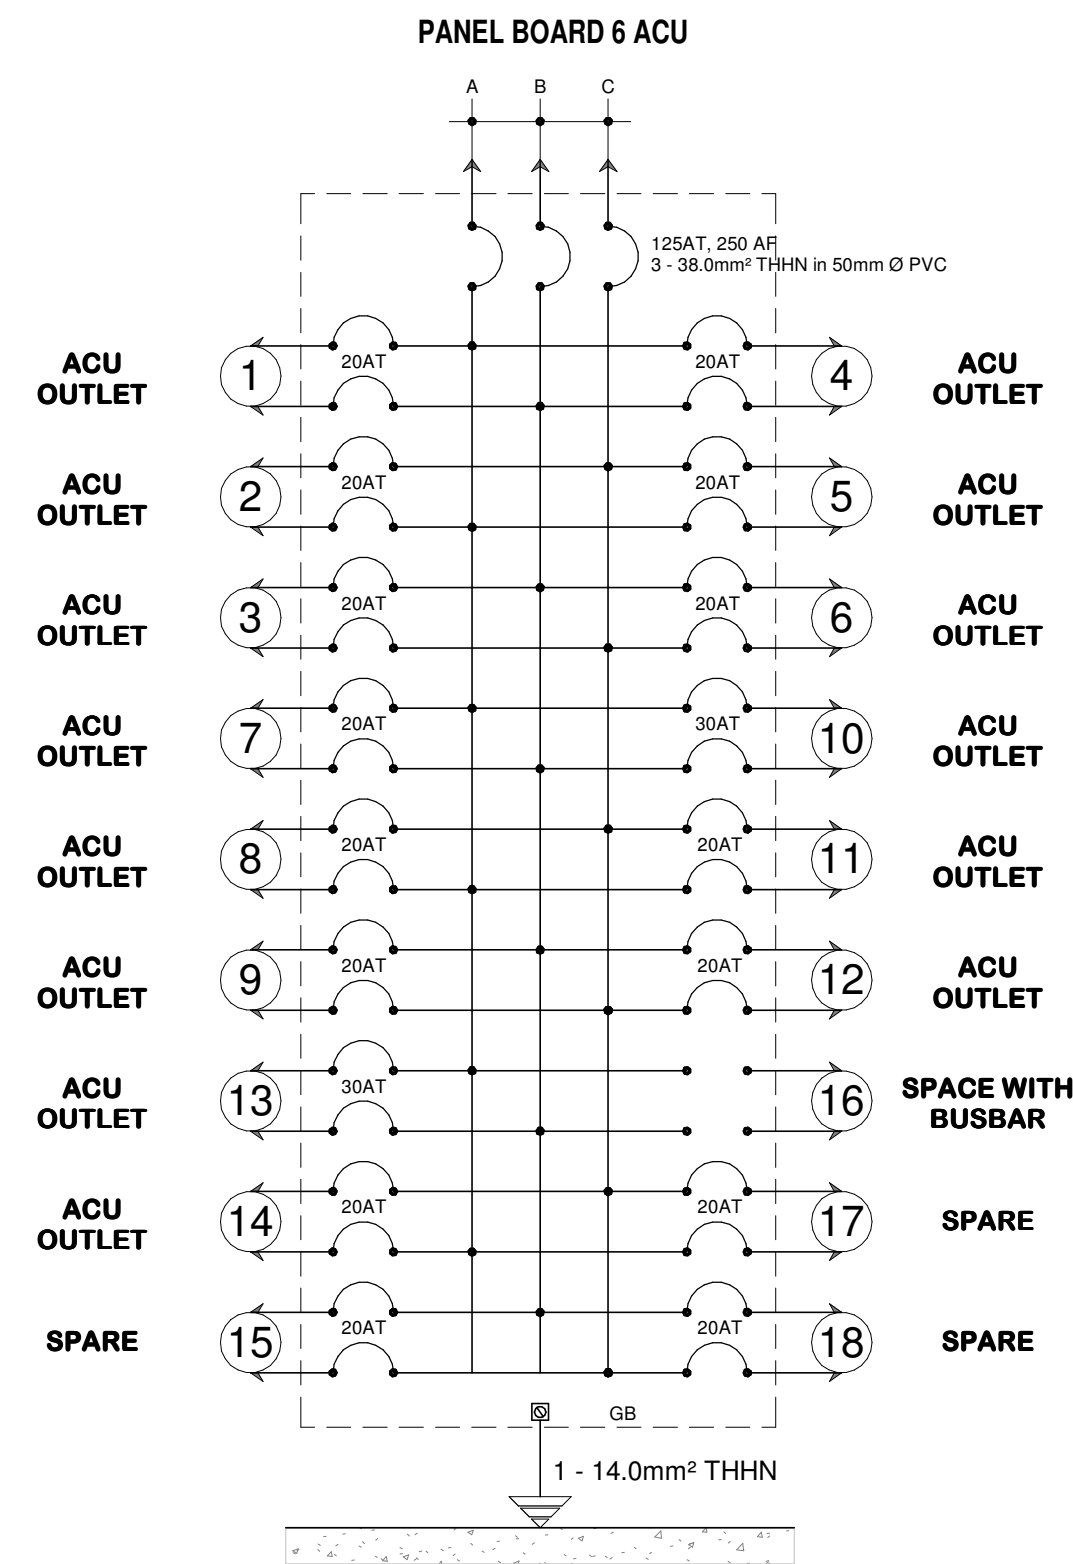 PANEL BOARD 6 ACU
A B C
125AT, 250 AF
3 - 38.0mm² THHN in 50mm Ø PVC
ACU
OUTLET
1
20AT
20AT
4
ACU
OUTLET
ACU
OUTLET
2
20AT
20AT
5
ACU
OUTLET
ACU
OUTLET
3
20AT
20AT
6
ACU
OUTLET
ACU
OUTLET
7
20AT
30AT
10
ACU
OUTLET
ACU
OUTLET
8
20AT
20AT
11
ACU
OUTLET
ACU
OUTLET
9
20AT
20AT
12
ACU
OUTLET
ACU
OUTLET
13
30AT
16
SPACE WITH
BUSBAR
ACU
OUTLET
14
20AT
20AT
17
SPARE
SPARE
15
20AT
20AT
18
SPARE
GB
1 - 14.0mm² THHN